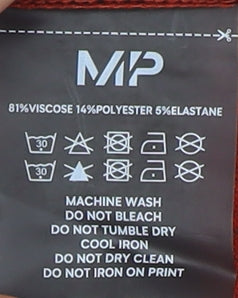 MP
81%VISCOSE 14%POLYESTER 5%ELASTANE
30
30
MACHINE WASH
DO NOT BLEACH
DO NOT TUMBLE DRY
COOL IRON
DO NOT DRY CLEAN
DO NOT IRON ON PRINT